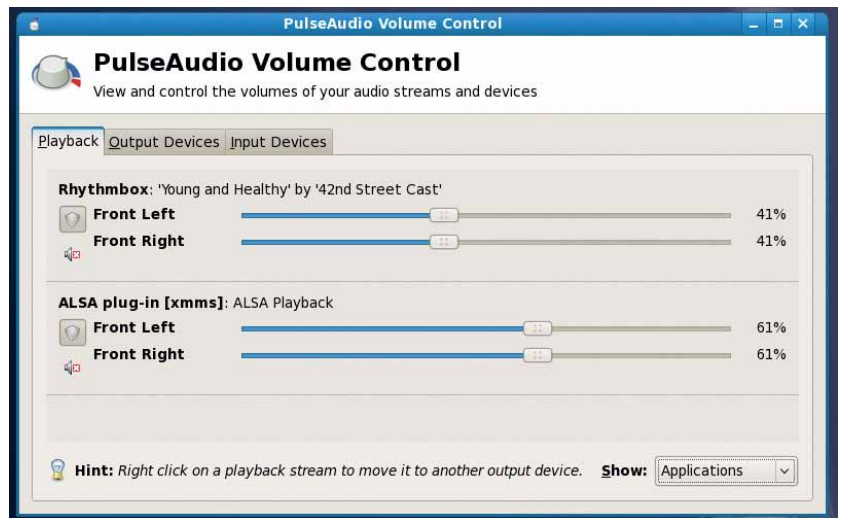 PulseAudio Volume Control
PulseAudio Volume Control
View and control the volumes of your audio streams and devices
Playback Output Devices Input Devices
Rhythmbox: 'Young and Healthy' by '42nd Street Cast'
Front Left 41%
Front Right 41%
ALSA plug-in [xmms]: ALSA Playback
Front Left 61%
Front Right 61%
Hint: Right click on a playback stream to move it to another output device. Show: Applications